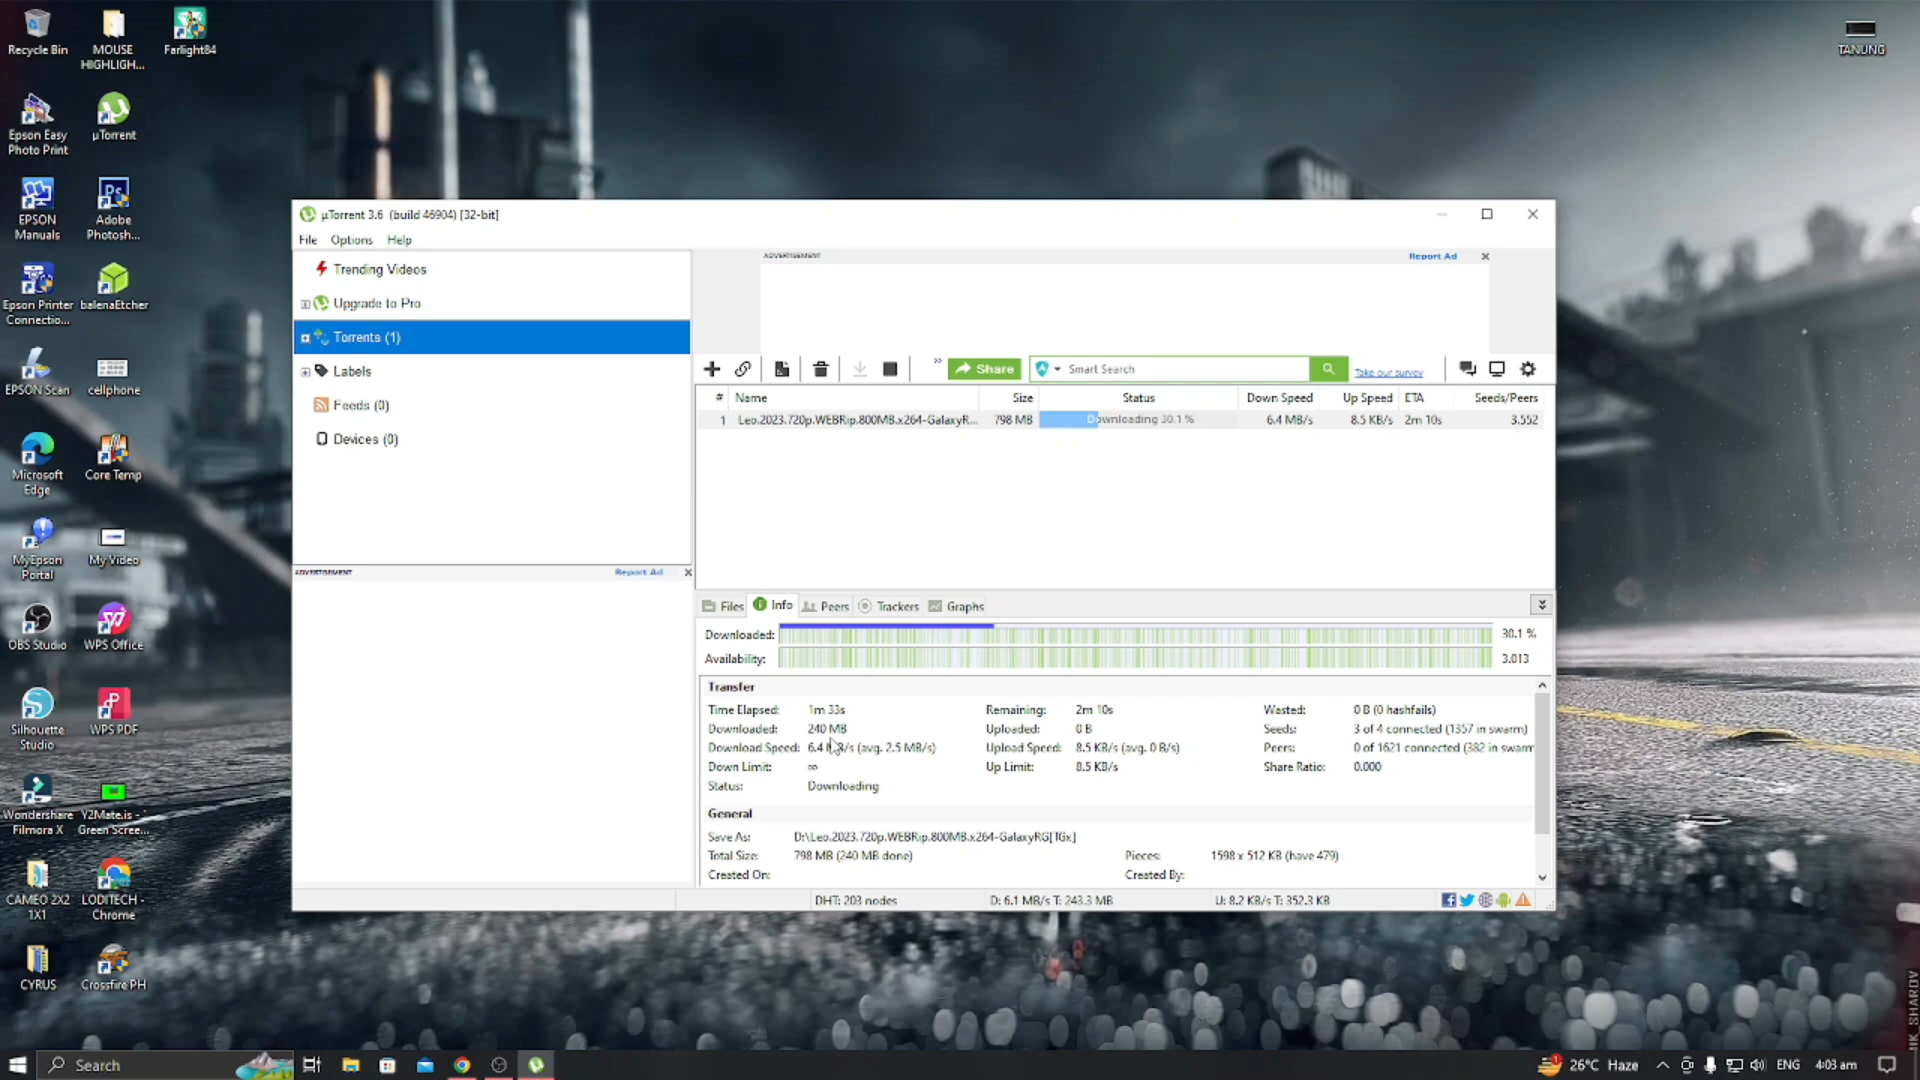 Recycle Bin
MOUSE HIGHLIGH...
Farlight84
TANUNG
Epson Easy Photo Print
µTorrent
EPSON Manuals
Adobe Photosh...
Epson Printer Connectio...
balenaEtcher
EPSON Scan
cellphone
Microsoft Edge
Core Temp
MyEpson Portal
My Video
OBS Studio
WPS Office
Silhouette Studio
WPS PDF
Wondershare Filmora X
Y2Mate.is - Green Scree...
CAMEO 2X2 1X1
LODITECH - Chrome
CYRUS
Crossfire PH
µTorrent 3.6 (build 46904) [32-bit]
File Options Help
Trending Videos
Upgrade to Pro
Torrents (1)
Labels
Feeds (0)
Devices (0)
ADVERTISEMENT Report Ad
ADVERTISEMENT Report Ad
Share Smart Search Take our survey
# Name Size Status Down Speed Up Speed ETA Seeds/Peers
1 Leo.2023.720p.WEBRip.800MB.x264-GalaxyR... 798 MB Downloading 30.1 % 6.4 MB/s 8.5 KB/s 2m 10s 3.552
Files Info Peers Trackers Graphs
Downloaded: 30.1 %
Availability: 3.013
Transfer
Time Elapsed: 1m 33s Remaining: 2m 10s Wasted: 0 B (0 hashfails)
Downloaded: 240 MB Uploaded: 0 B Seeds: 3 of 4 connected (1357 in swarm)
Download Speed: 6.4 MB/s (avg. 2.5 MB/s) Upload Speed: 8.5 KB/s (avg. 0 B/s) Peers: 0 of 1621 connected (382 in swarm
Down Limit: ∞ Up Limit: 8.5 KB/s Share Ratio: 0.000
Status: Downloading
General
Save As: D:\Leo.2023.720p.WEBRip.800MB.x264-GalaxyRG[TGx]
Total Size: 798 MB (240 MB done) Pieces: 1598 x 512 KB (have 479)
Created On: Created By:
DHT: 203 nodes D: 6.1 MB/s T: 243.3 MB U: 8.2 KB/s T: 352.3 KB
Search
1
26°C Haze ENG 4:03 am